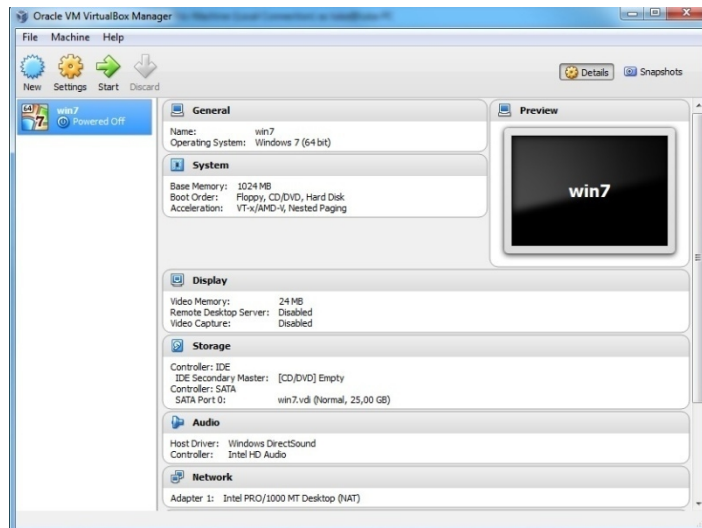 Oracle VM VirtualBox Manager
File Machine Help
New Settings Start Discard
Details Snapshots
64
7
win7
Powered Off
General
Name: win7
Operating System: Windows 7 (64 bit)
System
Base Memory: 1024 MB
Boot Order: Floppy, CD/DVD, Hard Disk
Acceleration: VT-x/AMD-V, Nested Paging
Preview
win7
Display
Video Memory: 24 MB
Remote Desktop Server: Disabled
Video Capture: Disabled
Storage
Controller: IDE
IDE Secondary Master: [CD/DVD] Empty
Controller: SATA
SATA Port 0: win7.vdi (Normal, 25,00 GB)
Audio
Host Driver: Windows DirectSound
Controller: Intel HD Audio
Network
Adapter 1: Intel PRO/1000 MT Desktop (NAT)